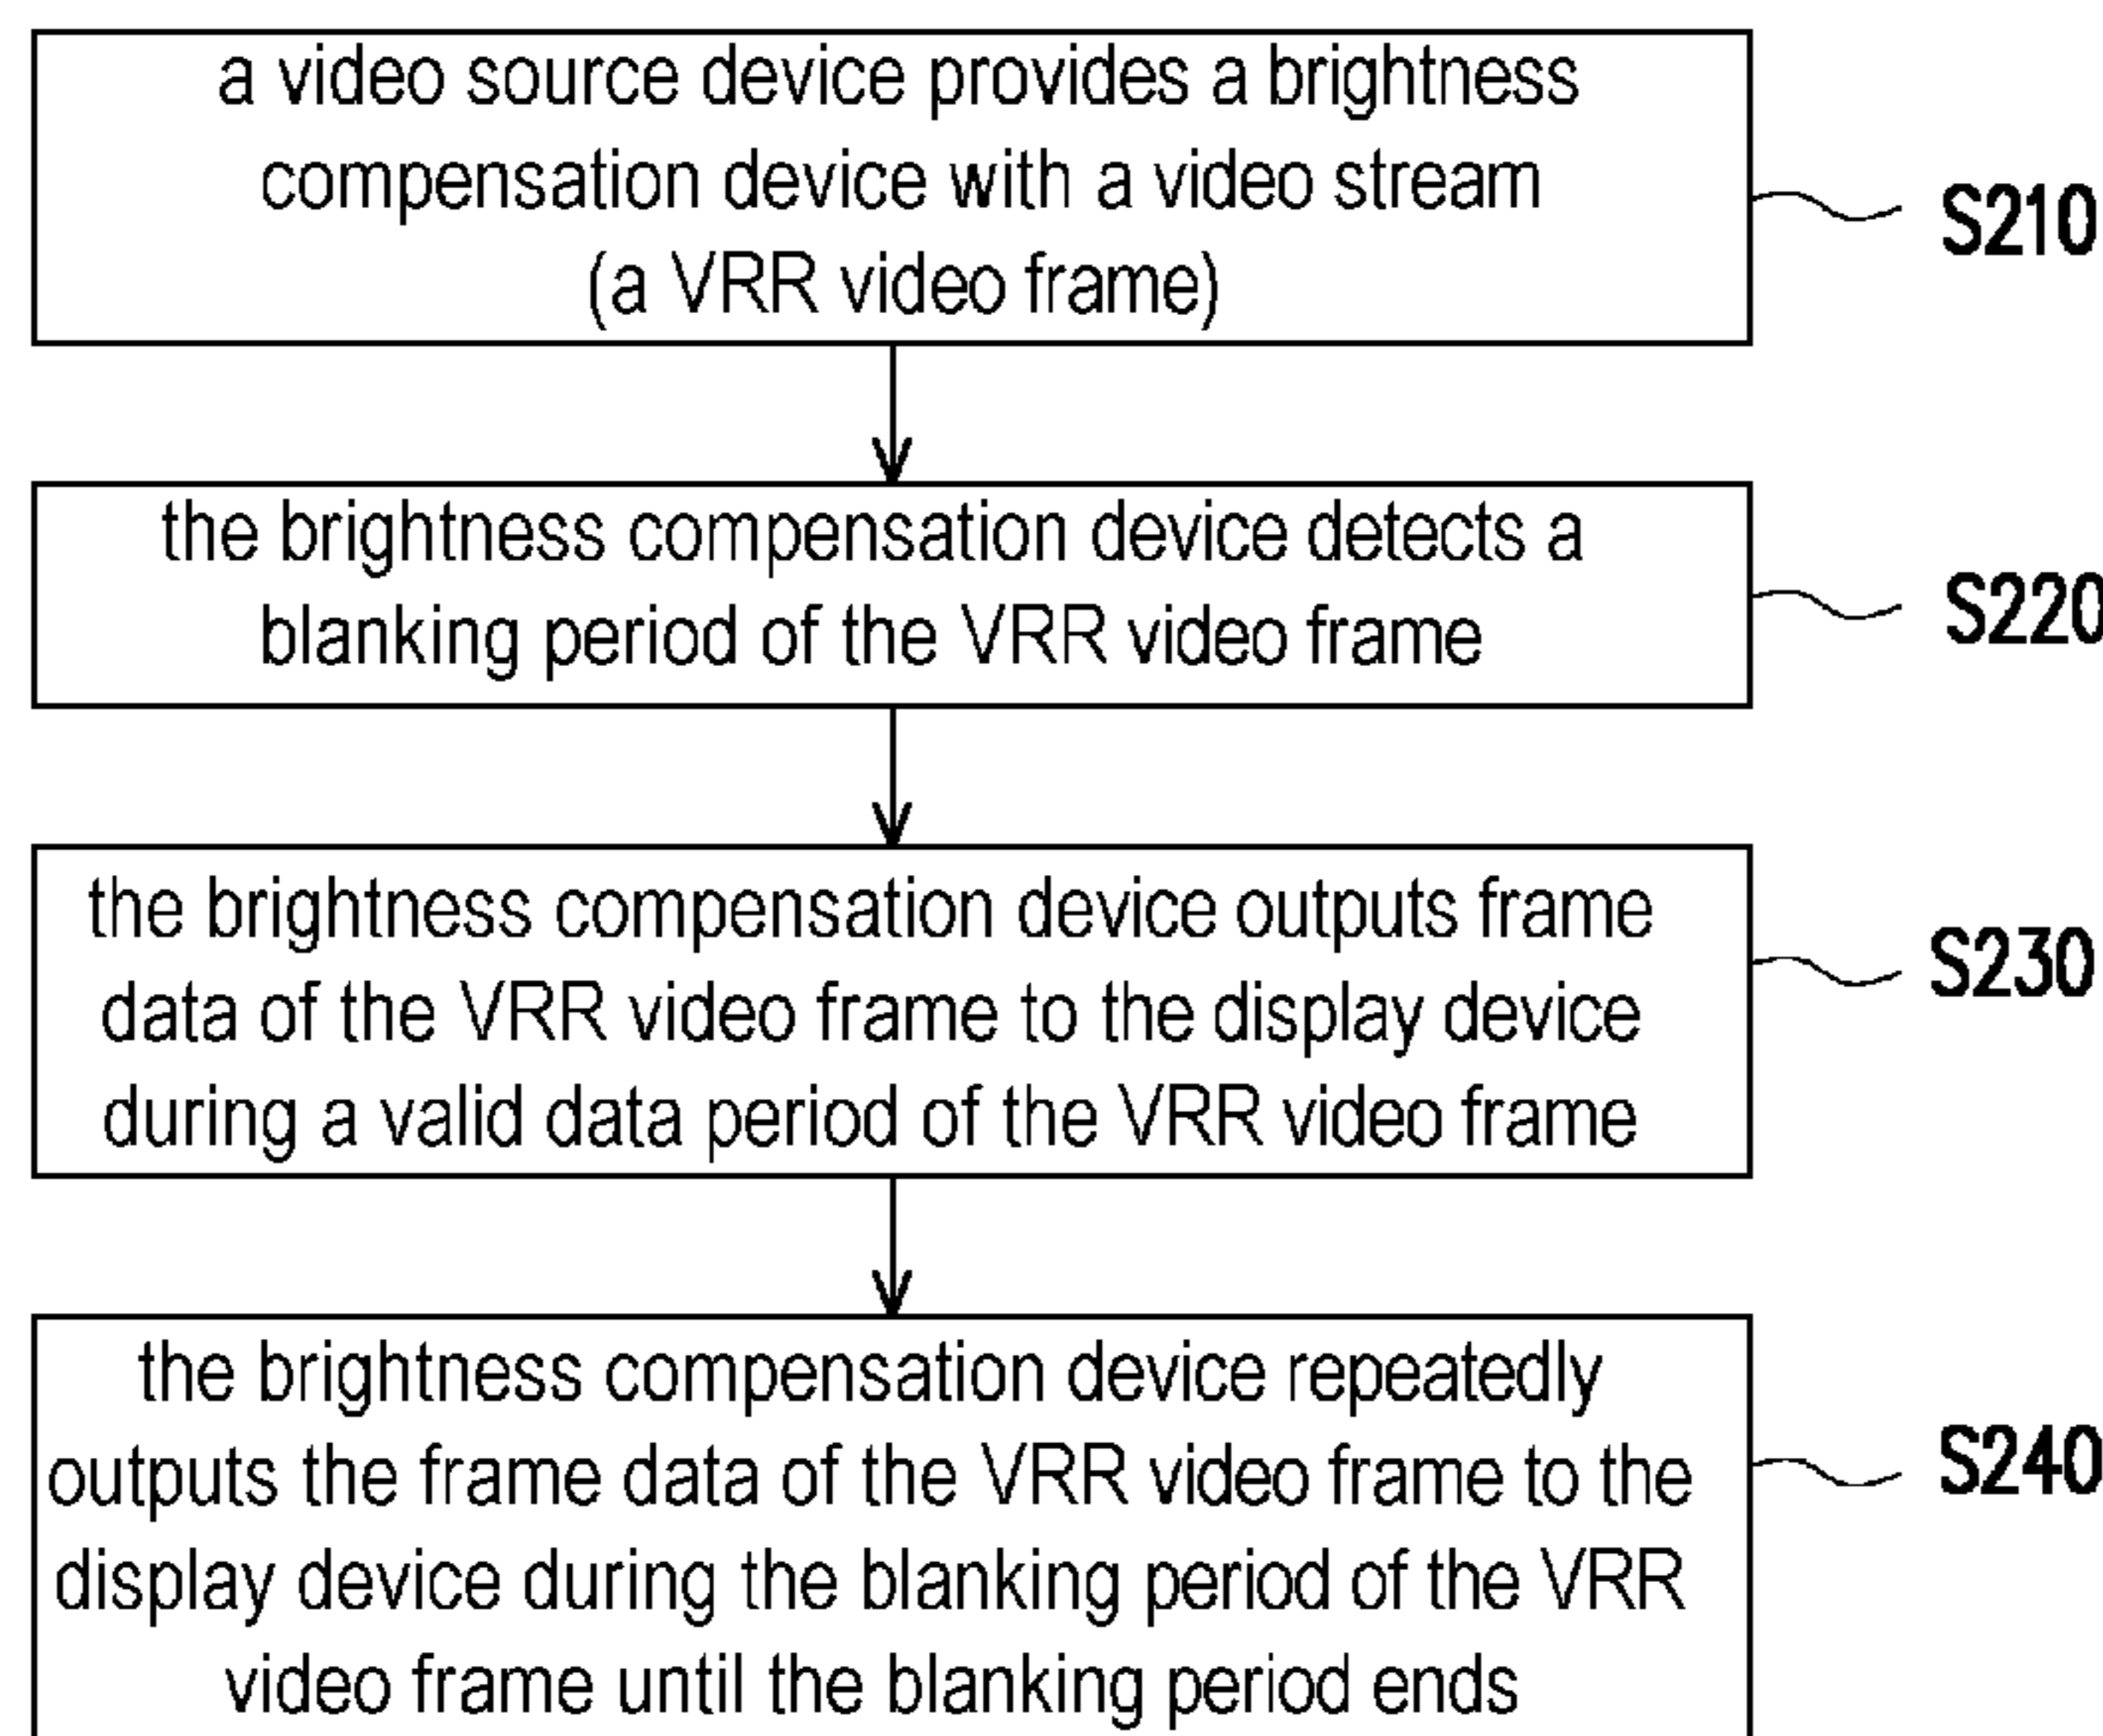 a video source device provides a brightness
compensation device with a video stream
(a VRR video frame)
S210
the brightness compensation device detects a
blanking period of the VRR video frame
S220
the brightness compensation device outputs frame
data of the VRR video frame to the display device
during a valid data period of the VRR video frame
S230
the brightness compensation device repeatedly
outputs the frame data of the VRR video frame to the
display device during the blanking period of the VRR
video frame until the blanking period ends
S240